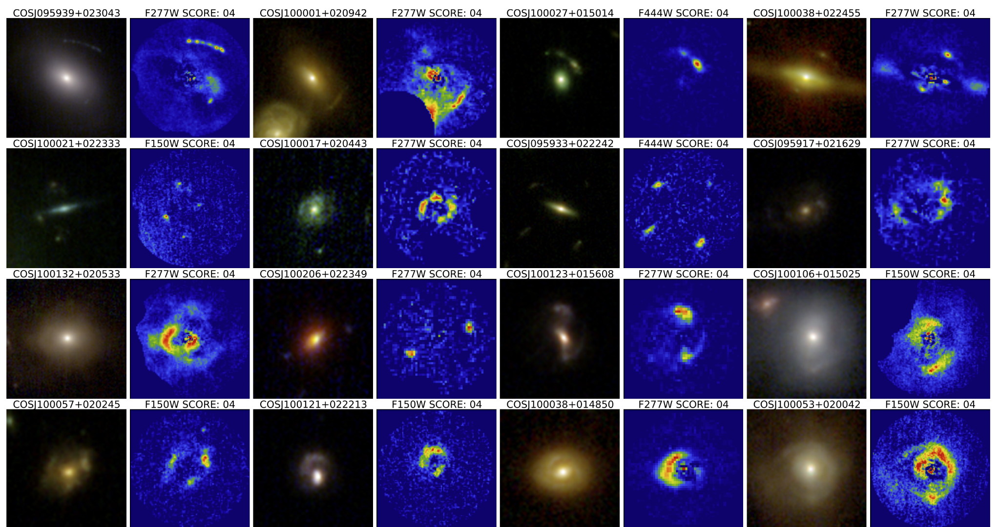 COSJ095939+023043 F277W SCORE: 04 COSJ100001+020942 F277W SCORE: 04 COSJ100027+015014 F444W SCORE: 04 COSJ100038+022455 F277W SCORE: 04
COSJ100021+022333 F150W SCORE: 04 COSJ100017+020443 F277W SCORE: 04 COSJ095933+022242 F444W SCORE: 04 COSJ095917+021629 F277W SCORE: 04
COSJ100132+020533 F277W SCORE: 04 COSJ100206+022349 F277W SCORE: 04 COSJ100123+015608 F277W SCORE: 04 COSJ100106+015025 F150W SCORE: 04
COSJ100057+020245 F150W SCORE: 04 COSJ100121+022213 F150W SCORE: 04 COSJ100038+014850 F277W SCORE: 04 COSJ100053+020042 F150W SCORE: 04